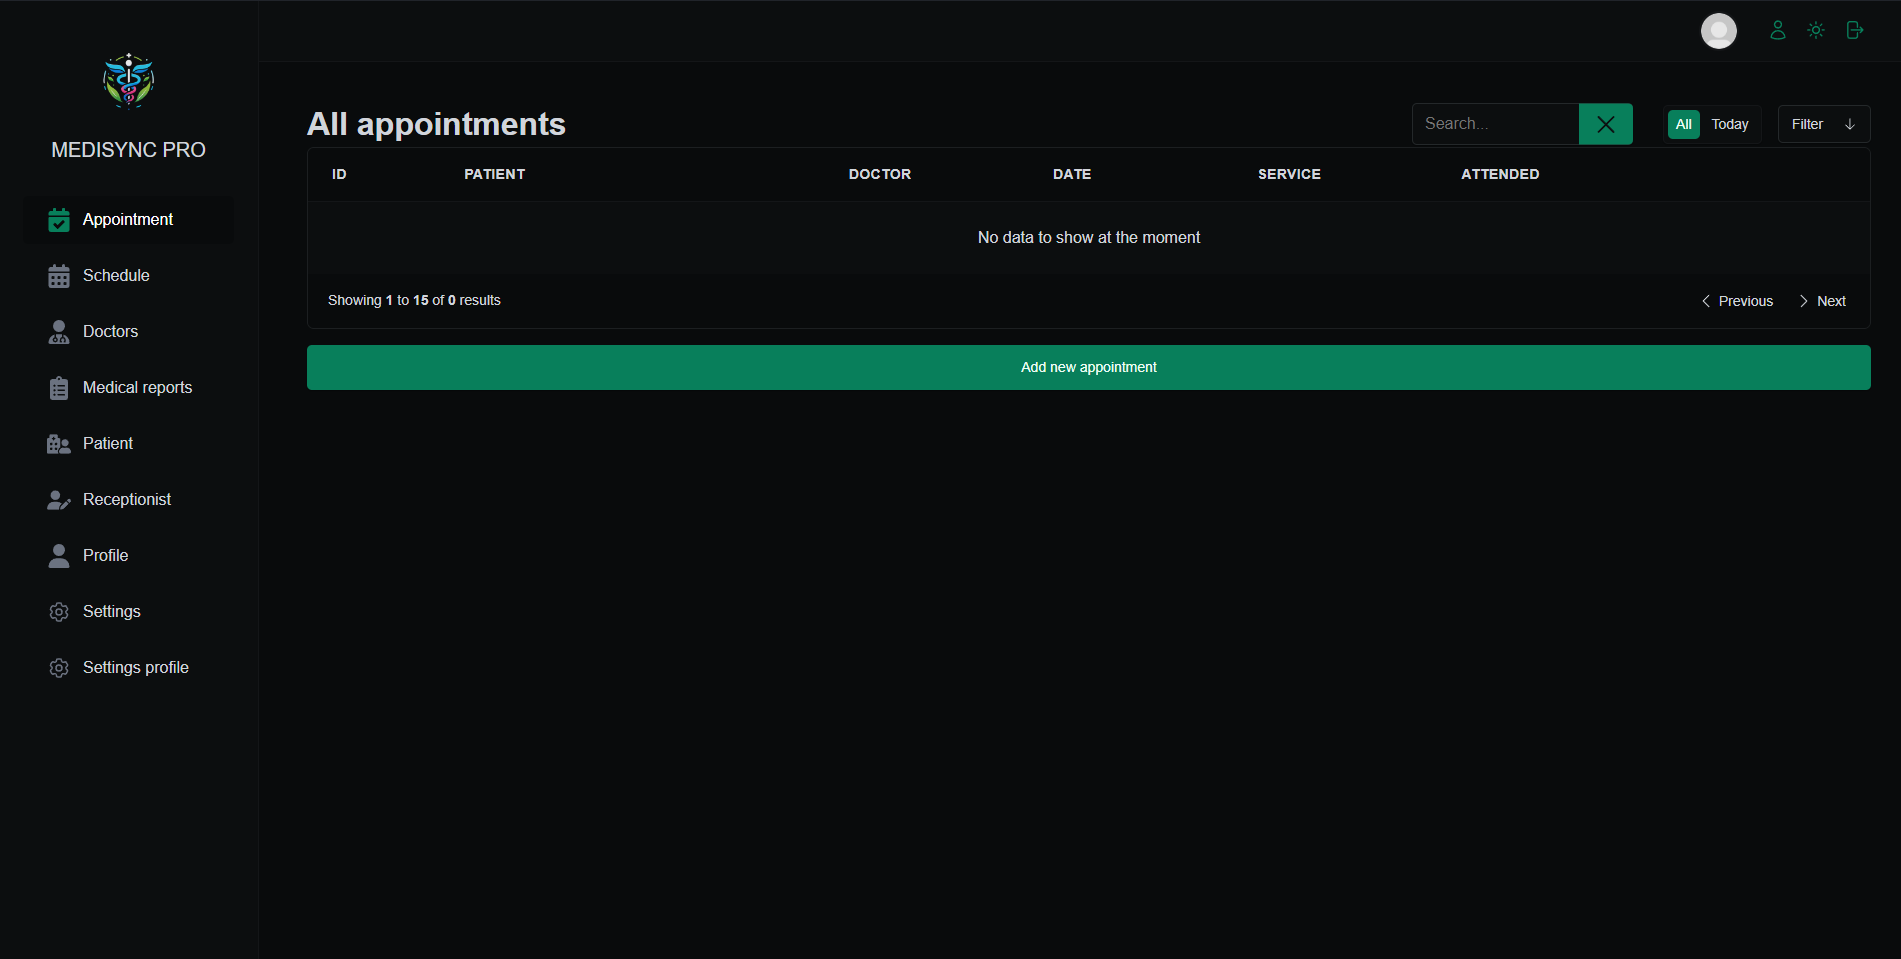 MEDISYNC PRO
Appointment
Schedule
Doctors
Medical reports
Patient
Receptionist
Profile
Settings
Settings profile
All appointments
Search...
All Today
Filter
ID PATIENT DOCTOR DATE SERVICE ATTENDED
No data to show at the moment
Showing 1 to 15 of 0 results
Previous Next
Add new appointment